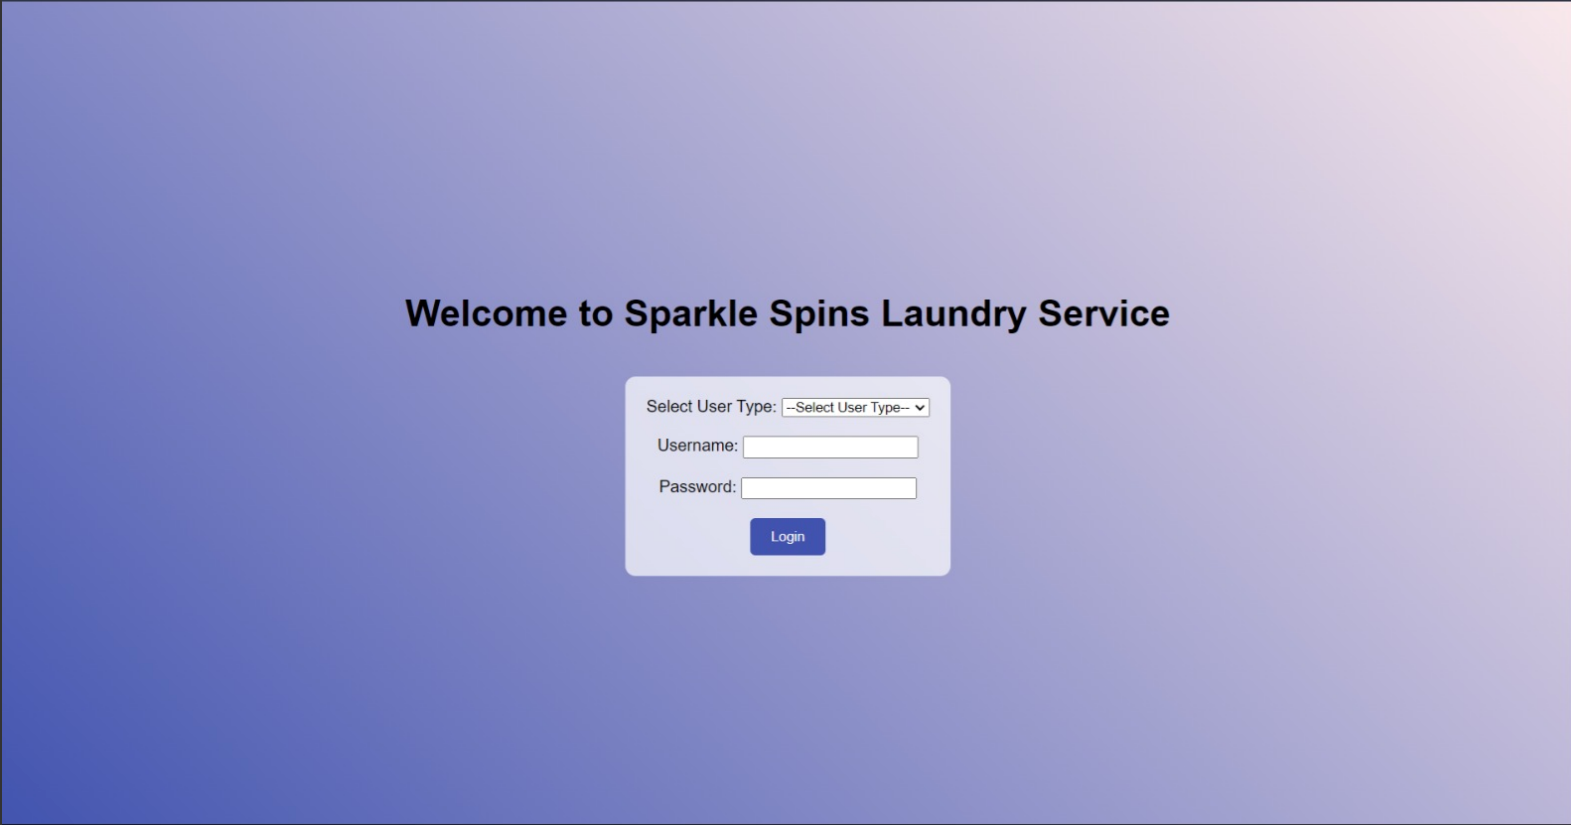 Welcome to Sparkle Spins Laundry Service
Select User Type: --Select User Type--
Username:
Password:
Login